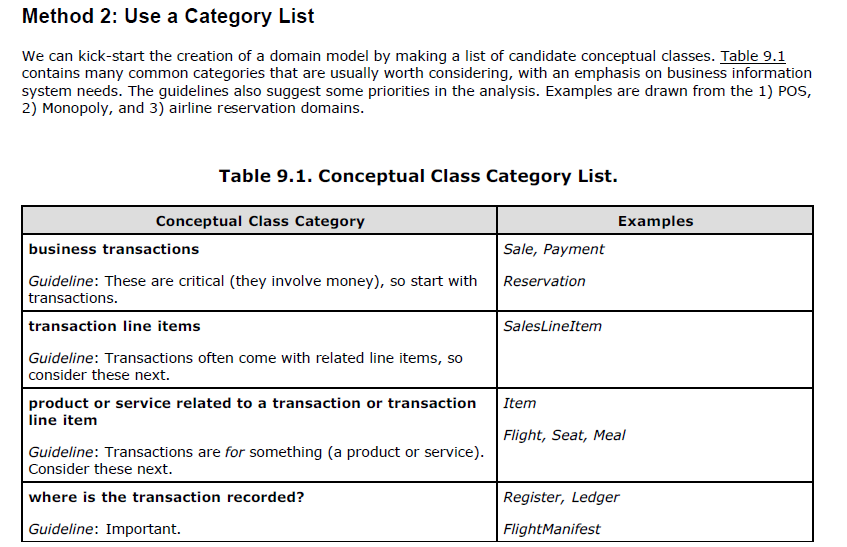 Method 2: Use a Category List
We can kick-start the creation of a domain model by making a list of candidate conceptual classes. Table 9.1
contains many common categories that are usually worth considering, with an emphasis on business information
system needs. The guidelines also suggest some priorities in the analysis. Examples are drawn from the 1) POS,
2) Monopoly, and 3) airline reservation domains.
Table 9.1. Conceptual Class Category List.
Conceptual Class Category
Examples
business transactions
Guideline: These are critical (they involve money), so start with
transactions.
Sale, Payment
Reservation
transaction line items
Guideline: Transactions often come with related line items, so
consider these next.
SalesLineItem
product or service related to a transaction or transaction
line item
Guideline: Transactions are for something (a product or service).
Consider these next.
Item
Flight, Seat, Meal
where is the transaction recorded?
Guideline: Important.
Register, Ledger
FlightManifest